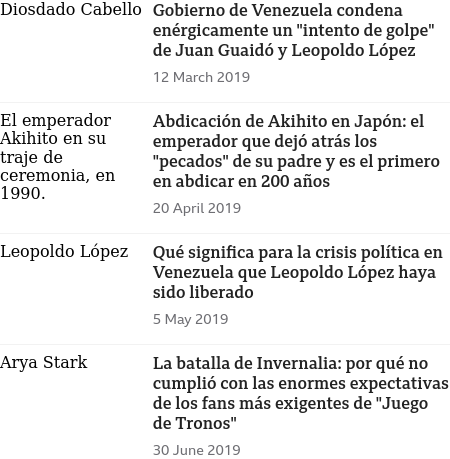 Diosdado Cabello
Gobierno de Venezuela condena
enérgicamente un "intento de golpe"
de Juan Guaidó y Leopoldo López
12 March 2019
El emperador
Akihito en su
traje de
ceremonia, en
1990.
Abdicación de Akihito en Japón: el
emperador que dejó atrás los
"pecados" de su padre y es el primero
en abdicar en 200 años
20 April 2019
Leopoldo López
Qué significa para la crisis política en
Venezuela que Leopoldo López haya
sido liberado
5 May 2019
Arya Stark
La batalla de Invernalia: por qué no
cumplió con las enormes expectativas
de los fans más exigentes de "Juego
de Tronos"
30 June 2019